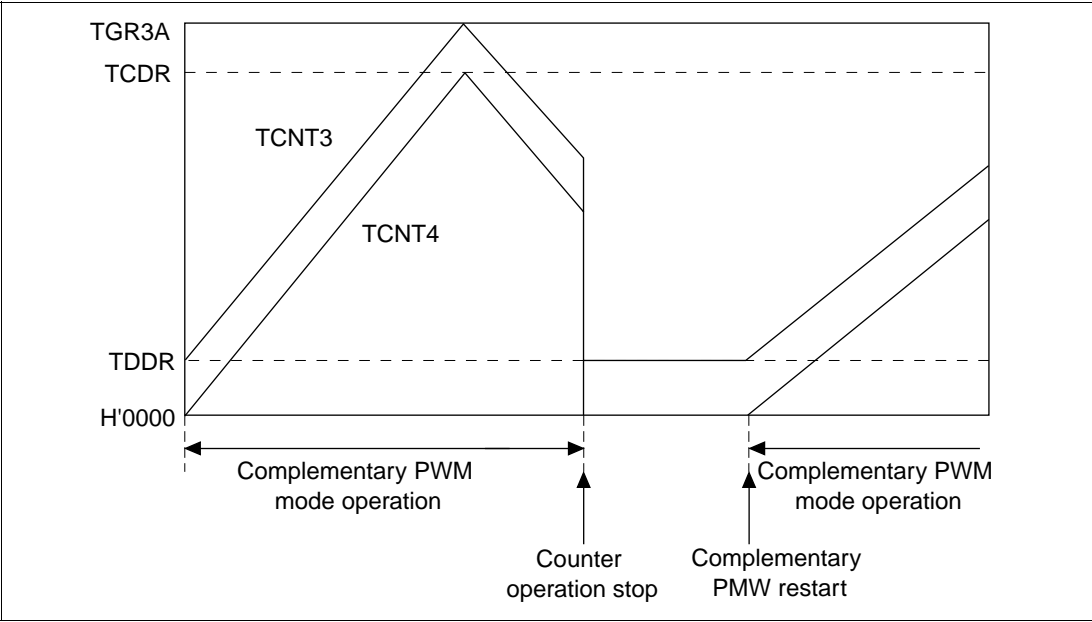 TGR3A
TCDR
TCNT3
TCNT4
TDDR
H'0000
Complementary PWM
mode operation
Complementary PWM
mode operation
Counter
operation stop
Complementary
PMW restart